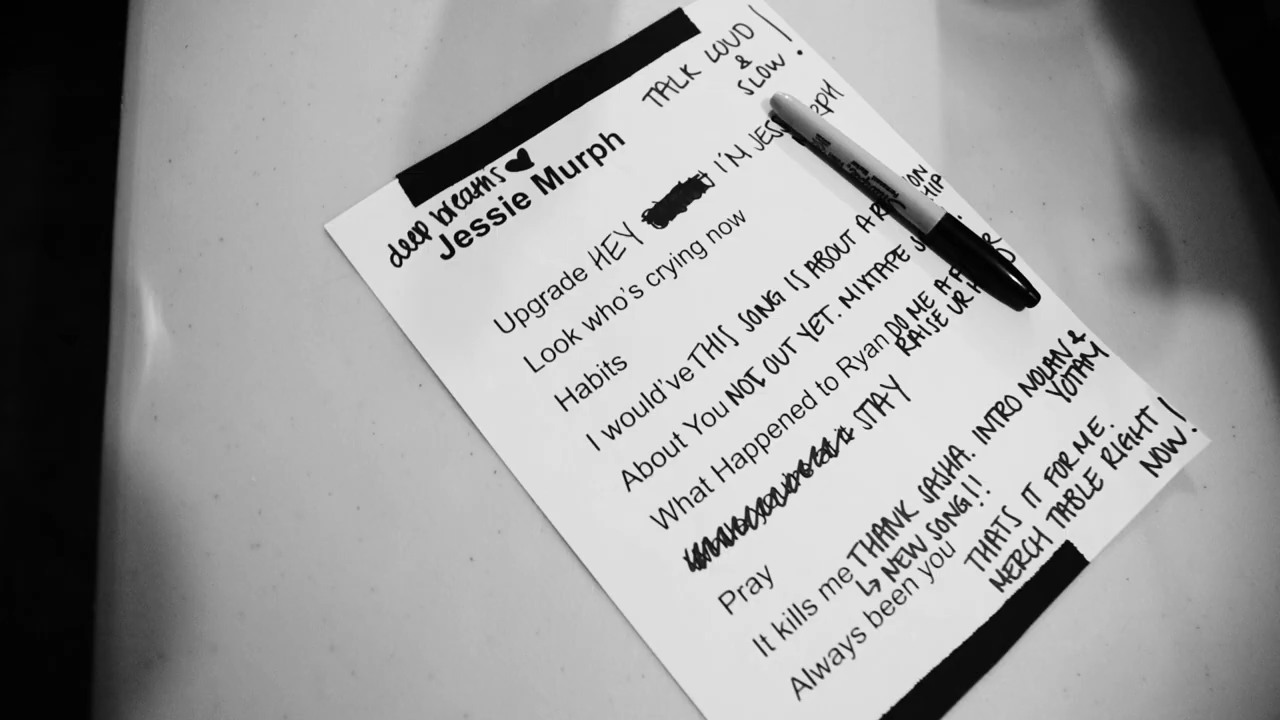 TALK LOUD
&
SLOW!
deep breaths ♥
Jessie Murph
Upgrade HEY I'M
Look who's crying now
Habits
I would've THIS SONG IS ABOUT A
About You NOT OUT YET. MIXTAPE
What Happened to Ryan DO ME A
RAISE UR
STAY
Pray
It kills me THANK SASHA. INTRO NOLAN &
YOTAM
↳ NEW SONG!!
Always been you THATS IT FOR ME.
MERCH TABLE RIGHT
NOW!